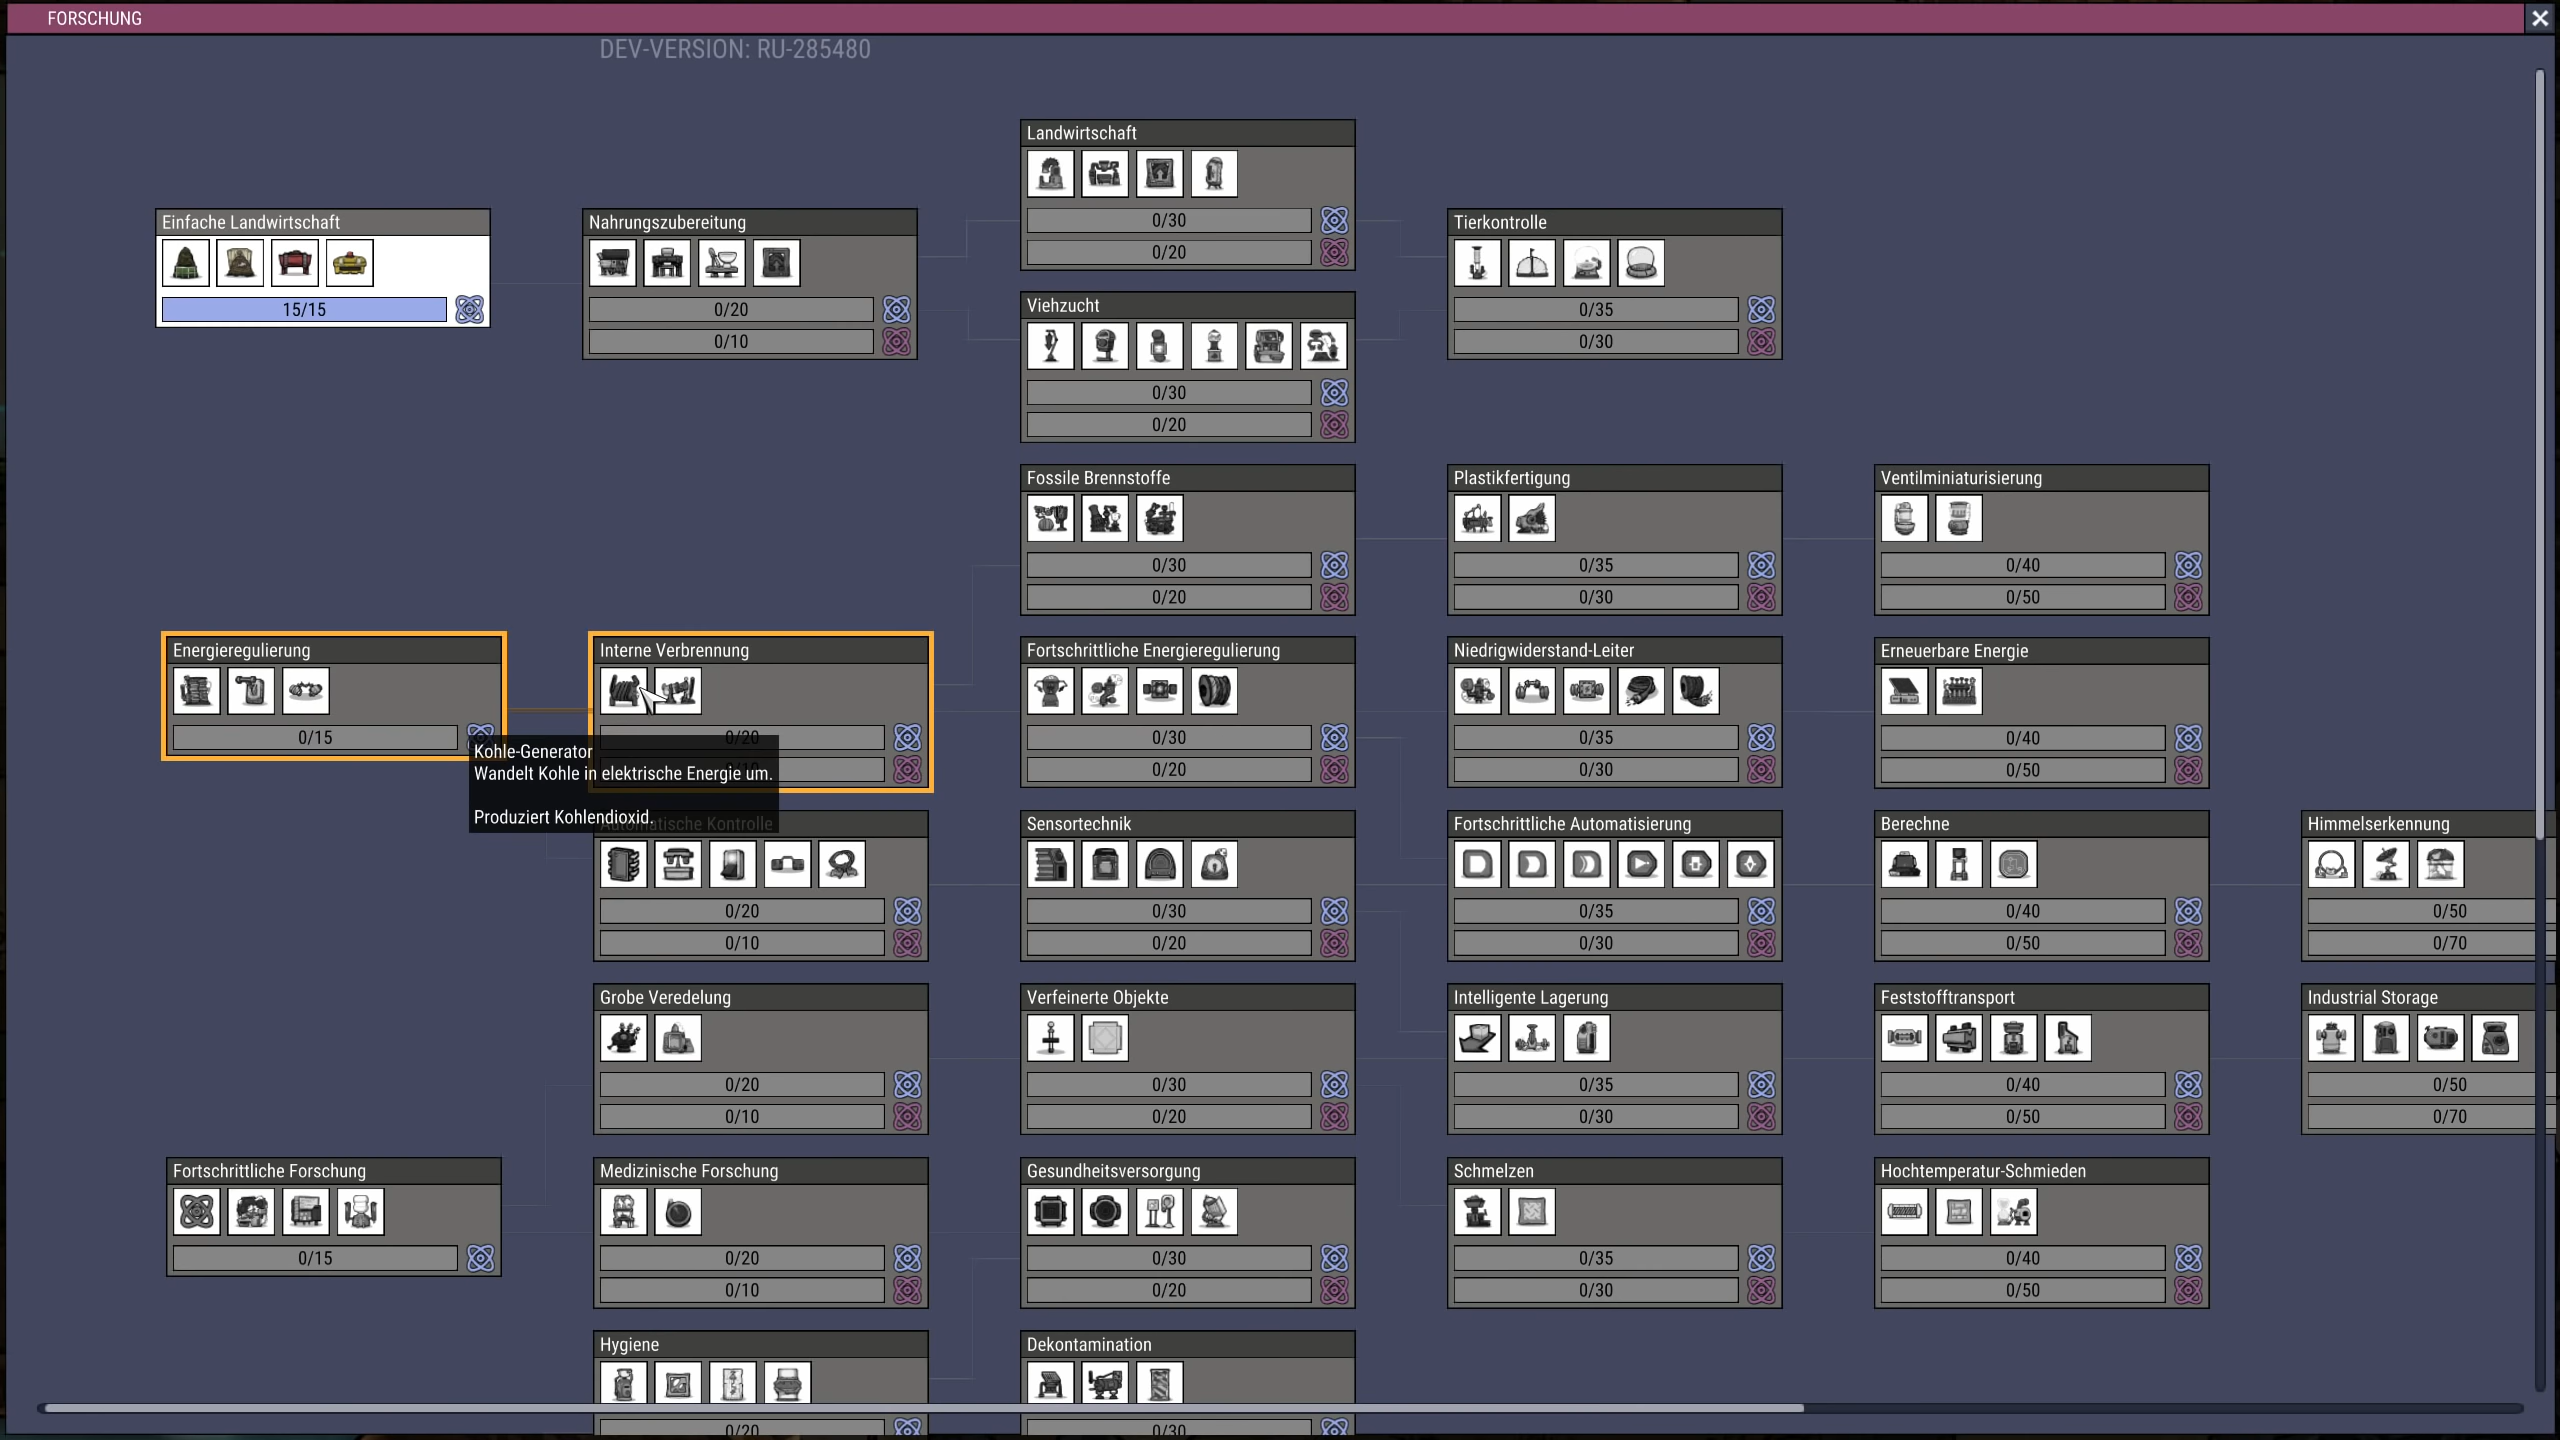 FORSCHUNG
DEV-VERSION: RU-285480
Landwirtschaft
0/30
0/20
Einfache Landwirtschaft
15/15
Nahrungszubereitung
0/20
0/10
Tierkontrolle
0/35
0/30
Viehzucht
0/30
0/20
Fossile Brennstoffe
0/30
0/20
Plastikfertigung
0/35
0/30
Ventilminiaturisierung
0/40
0/50
Energieregulierung
0/15
Interne Verbrennung
0/20
Kohle-Generator
Wandelt Kohle in elektrische Energie um.
Produziert Kohlendioxid.
Fortschrittliche Energieregulierung
0/30
0/20
Niedrigwiderstand-Leiter
0/35
0/30
Erneuerbare Energie
0/40
0/50
Automatische Kontrolle
0/20
0/10
Sensortechnik
0/30
0/20
Fortschrittliche Automatisierung
0/35
0/30
Berechne
0/40
0/50
Himmelserkennung
0/50
0/70
Grobe Veredelung
0/20
0/10
Verfeinerte Objekte
0/30
0/20
Intelligente Lagerung
0/35
0/30
Feststofftransport
0/40
0/50
Industrial Storage
0/50
0/70
Fortschrittliche Forschung
0/15
Medizinische Forschung
0/20
0/10
Gesundheitsversorgung
0/30
0/20
Schmelzen
0/35
0/30
Hochtemperatur-Schmieden
0/40
0/50
Hygiene
0/20
Dekontamination
0/30